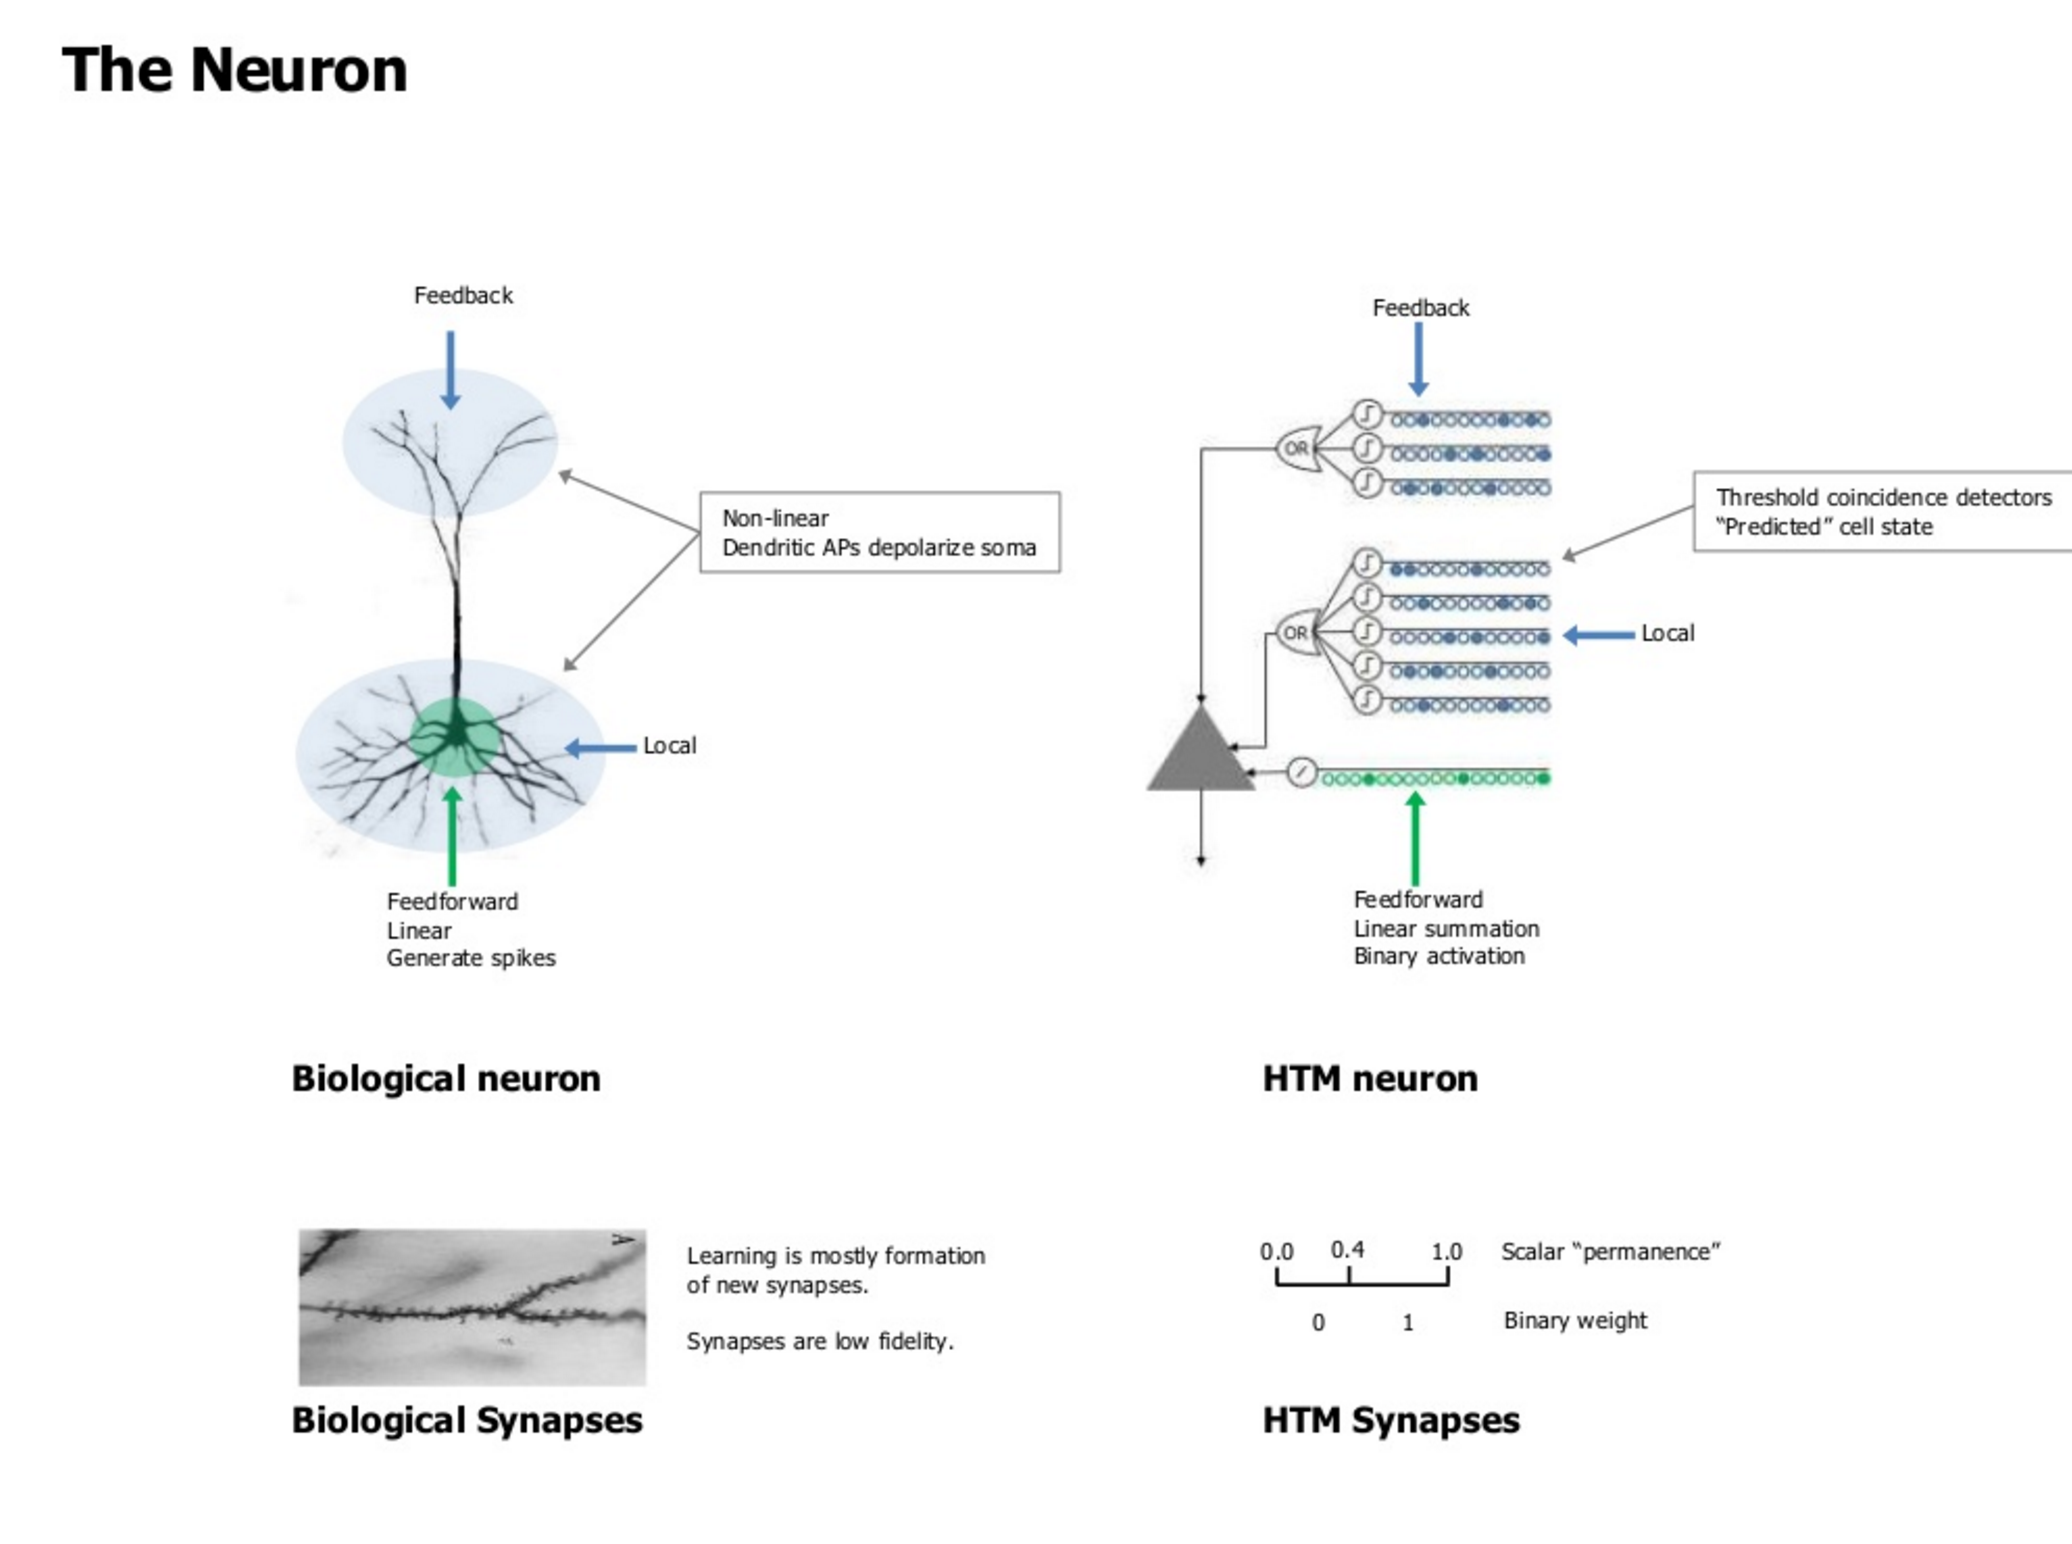 The Neuron
Feedback
Non-linear
Dendritic APs depolarize soma
Local
Feedforward
Linear
Generate spikes
Biological neuron
Feedback
OR
Threshold coincidence detectors
“Predicted” cell state
OR
Local
Feedforward
Linear summation
Binary activation
HTM neuron
A
Learning is mostly formation
of new synapses.
Synapses are low fidelity.
Biological Synapses
0.0 0.4 1.0 Scalar “permanence”
0 1 Binary weight
HTM Synapses